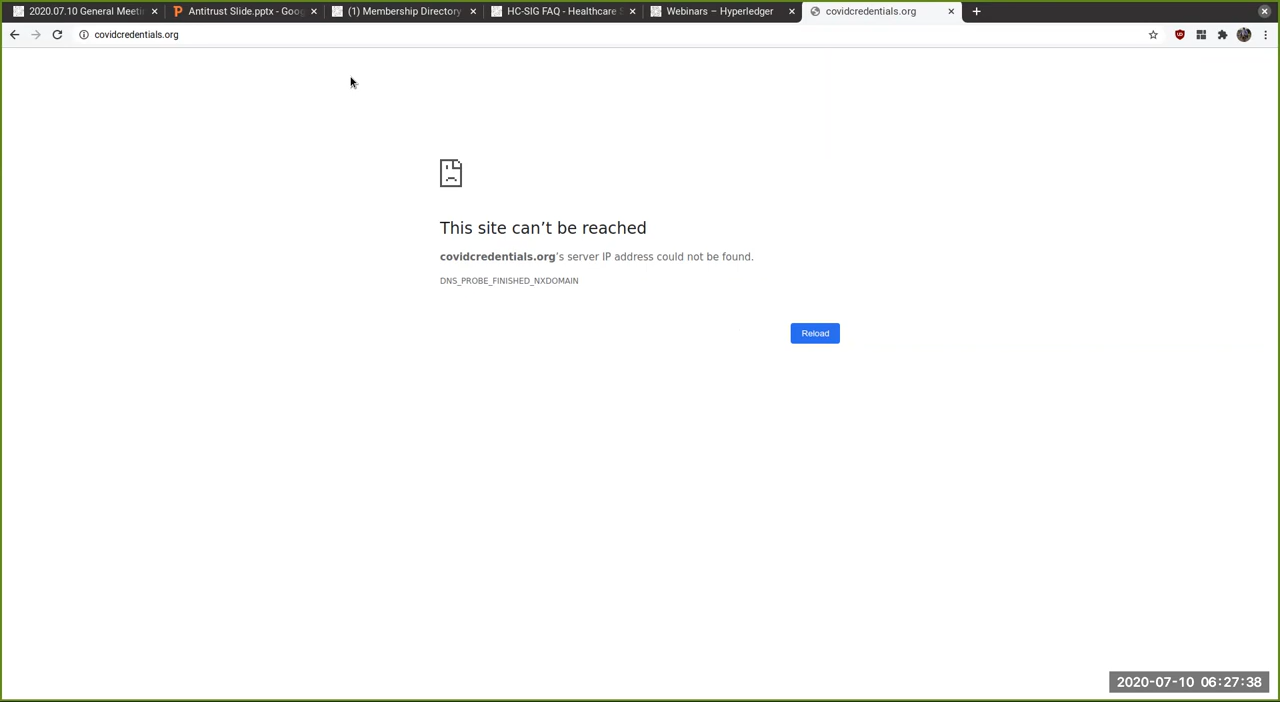 2020.07.10 General Meeti
Antitrust Slide.pptx - Goo
(1) Membership Directory
HC-SIG FAQ - Healthcare S
Webinars – Hyperledger
covidcredentials.org
covidcredentials.org
This site can’t be reached
covidcredentials.org’s server IP address could not be found.
DNS_PROBE_FINISHED_NXDOMAIN
Reload
2020-07-10 06:27:38